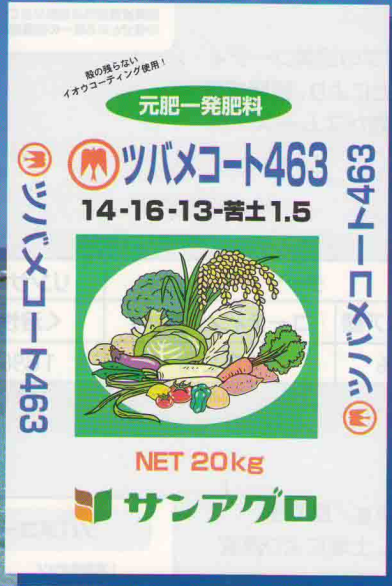 殻の残らない
イオウコーティング使用！
元肥一発肥料
ツバメコート463
14-16-13-苦土1.5
ツバメコート463
ツバメコート463
NET 20kg
サンアグロ